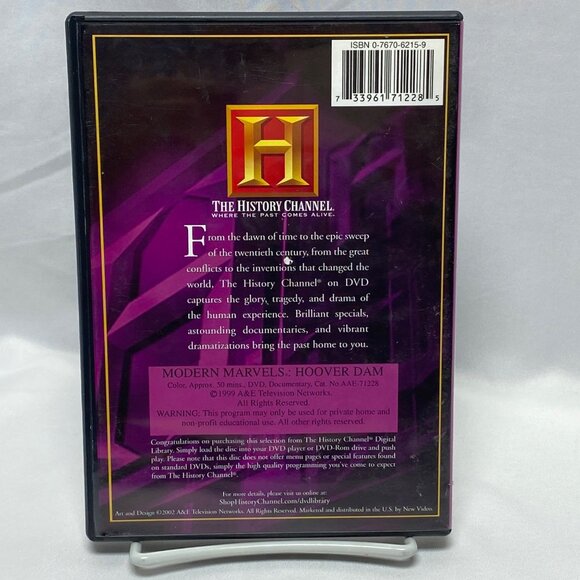 ISBN 0-7670-6215-9
7 33961 71228 5
H
THE HISTORY CHANNEL.
WHERE THE PAST COMES ALIVE.
From the dawn of time to the epic sweep
of the twentieth century, from the great
conflicts to the inventions that changed the
world, The History Channel® on DVD
captures the glory, tragedy, and drama of
the human experience. Brilliant specials,
astounding documentaries, and vibrant
dramatizations bring the past home to you.
MODERN MARVELS.: HOOVER DAM
Color. Approx. 50 mins., DVD, Documentary, Cat. No.AAE-71228
©1999 A&E Television Networks.
All Rights Reserved.
WARNING: This program may only be used for private home and
non-profit educational use. All other rights reserved.
Congratulations on purchasing this selection from The History Channel® Digital
Library. Simply load the disc into your DVD player or DVD-Rom drive and push
play. Please note that this disc does not offer menu pages or special features found
on standard DVDs, simply the high quality programming you've come to expect
from The History Channel®.
For more details, please visit us online at:
ShopHistoryChannel.com/dvdlibrary
Art and Design ©2002 A&E Television Networks. All Rights Reserved. Marketed and distributed in the U.S. by New Video.